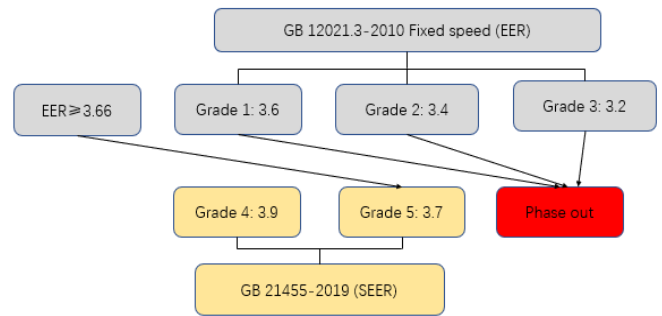 GB 12021.3-2010 Fixed speed (EER)
EER≥3.66
Grade 1: 3.6
Grade 2: 3.4
Grade 3: 3.2
Grade 4: 3.9
Grade 5: 3.7
Phase out
GB 21455-2019 (SEER)